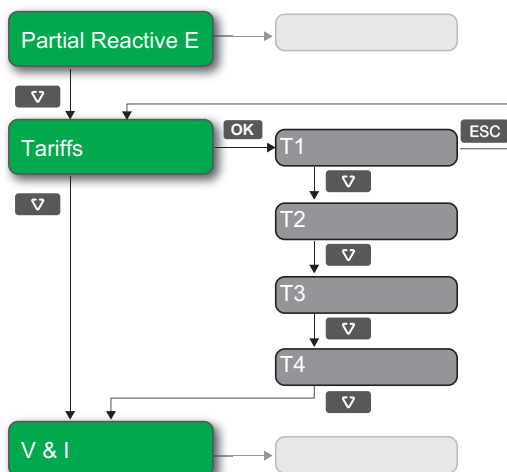 Partial Reactive E
Tariffs
OK
T1
ESC
T2
T3
T4
V & I